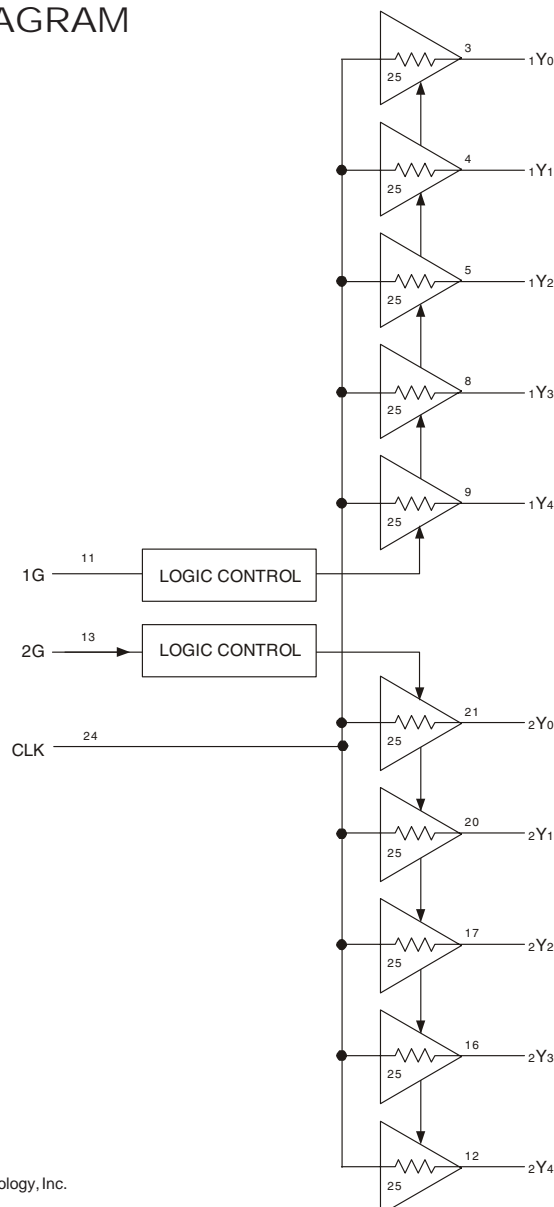 AGRAM
3
1Y0
25
4
1Y1
25
5
1Y2
25
8
1Y3
25
9
1Y4
25
11
1G
LOGIC CONTROL
13
2G
LOGIC CONTROL
21
2Y0
25
24
CLK
20
2Y1
25
17
2Y2
25
16
2Y3
25
12
2Y4
25
ology, Inc.